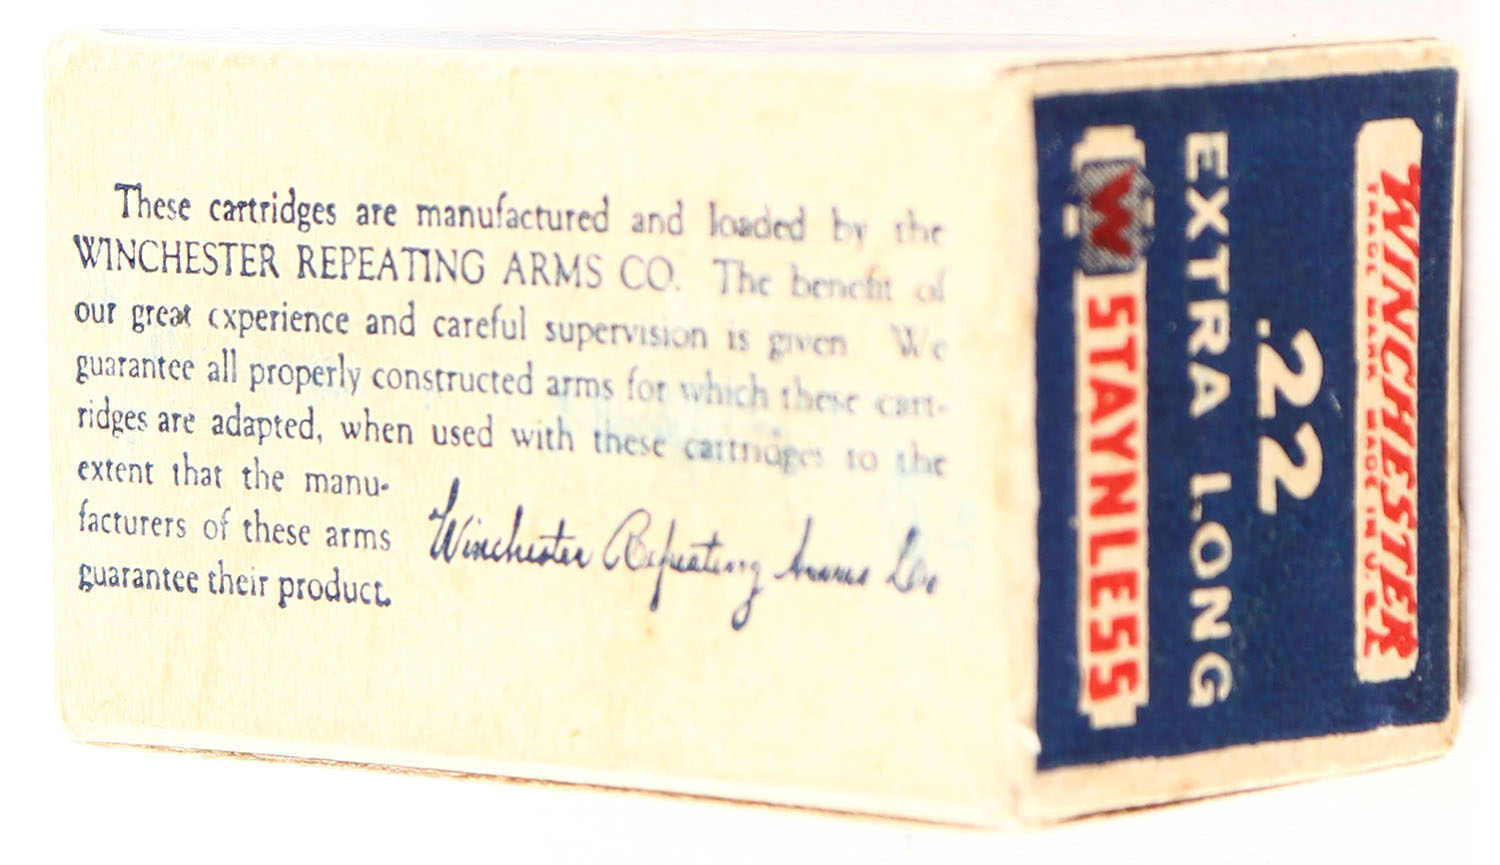 These cartridges are manufactured and loaded by the
WINCHESTER REPEATING ARMS CO. The benefit of
our great experience and careful supervision is given. We
guarantee all properly constructed arms for which these cart-
ridges are adapted, when used with these cartridges to the
extent that the manu-
facturers of these arms
guarantee their product.
Winchester Repeating Arms Co.
WINCHESTER
TRADE MARK MADE IN U.S.A.
.22
EXTRA LONG
W STAYNLESS